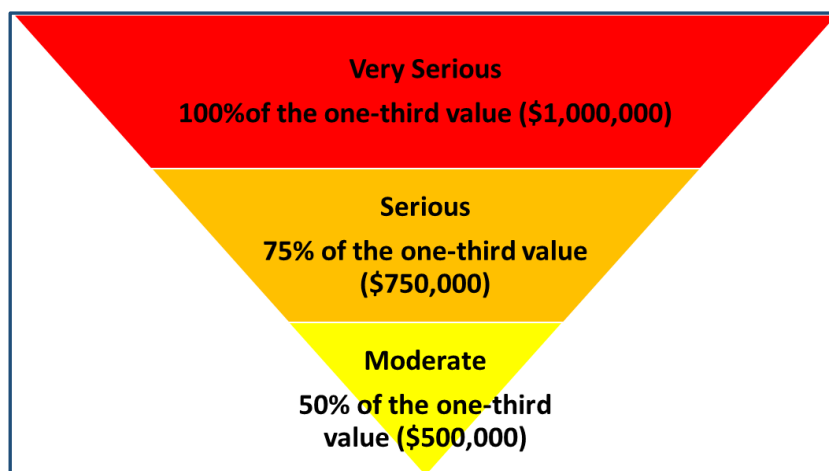 Very Serious
100%of the one-third value ($1,000,000)
Serious
75% of the one-third value
($750,000)
Moderate
50% of the one-third
value ($500,000)